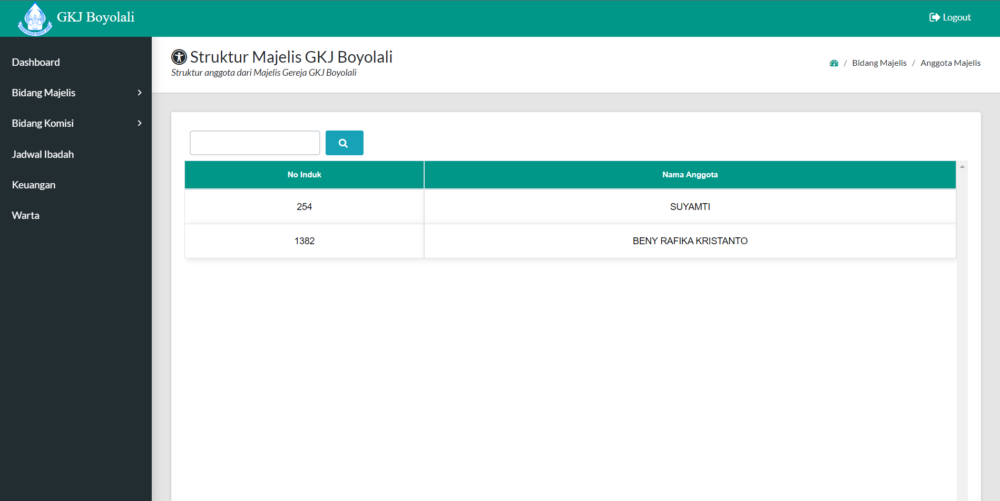 GKJ Boyolali
Logout
Dashboard
Bidang Majelis
Bidang Komisi
Jadwal Ibadah
Keuangan
Warta
Struktur Majelis GKJ Boyolali
Struktur anggota dari Majelis Gereja GKJ Boyolali
/ Bidang Majelis / Anggota Majelis
No Induk Nama Anggota
254 SUYAMTI
1382 BENY RAFIKA KRISTANTO